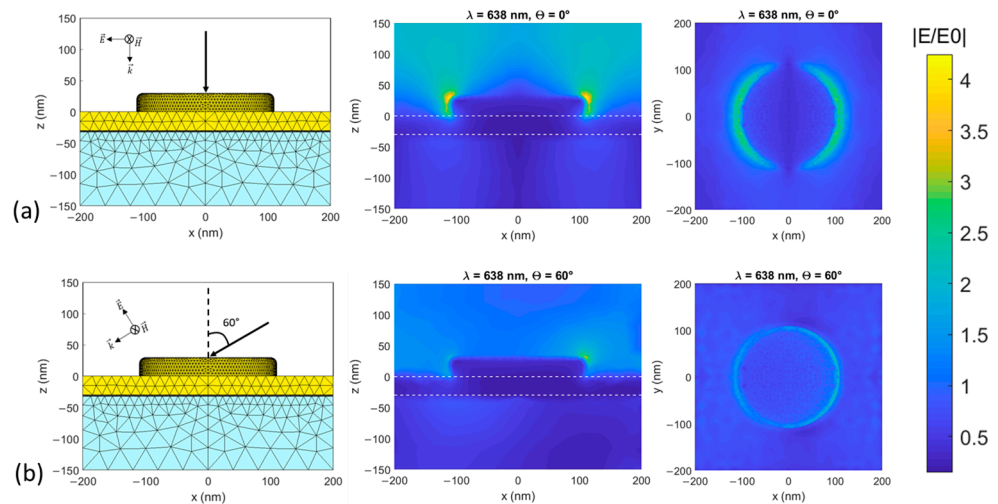 λ = 638 nm, Θ = 0°
λ = 638 nm, Θ = 0°
|E/E0|
E H
k
z (nm)
150
100
50
0
−50
−100
−150
−200 −100 0 100 200
x (nm)
z (nm)
150
100
50
0
−50
−100
−150
−200 −100 0 100 200
x (nm)
y (nm)
200
100
0
−100
−200
−200 −100 0 100 200
x (nm)
(a)
4
3.5
3
2.5
2
1.5
1
0.5
λ = 638 nm, Θ = 60°
λ = 638 nm, Θ = 60°
E
H
k
60°
z (nm)
150
100
50
0
−50
−100
−150
−200 −100 0 100 200
x (nm)
z (nm)
150
100
50
0
−50
−100
−150
−200 −100 0 100 200
x (nm)
y (nm)
200
100
0
−100
−200
−200 −100 0 100 200
x (nm)
(b)